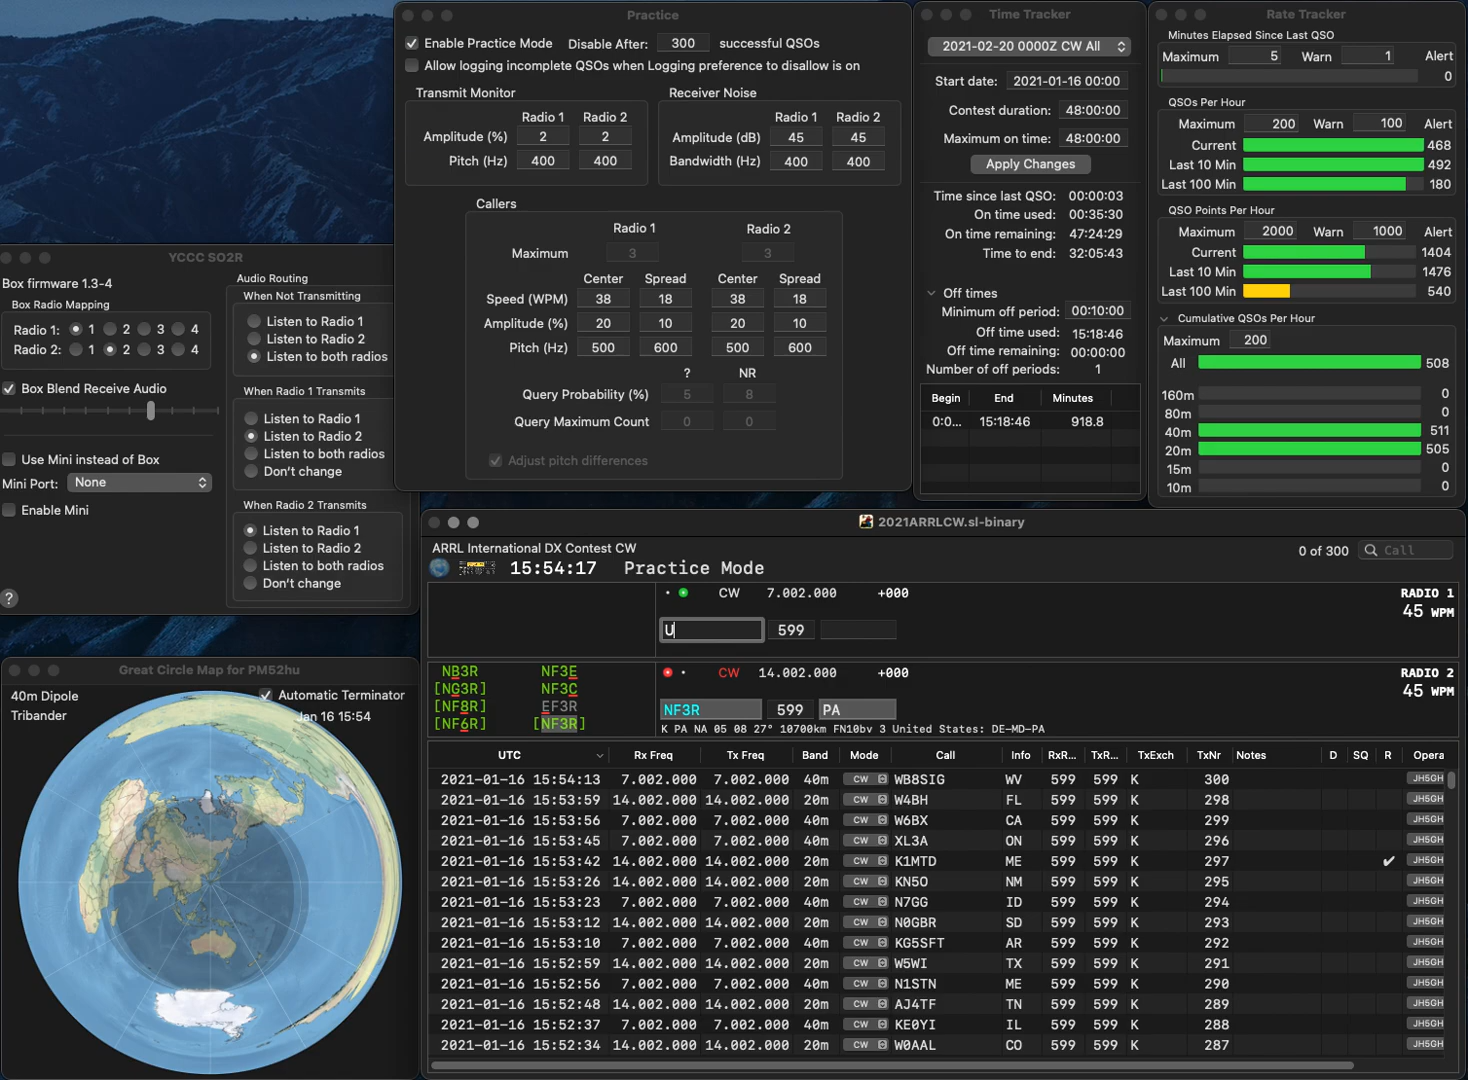 Practice
Enable Practice Mode Disable After: 300 successful QSOs
Allow logging incomplete QSOs when Logging preference to disallow is on
Transmit Monitor
Radio 1 Radio 2
Amplitude (%) 2 2
Pitch (Hz) 400 400
Receiver Noise
Radio 1 Radio 2
Amplitude (dB) 45 45
Bandwidth (Hz) 400 400
Callers
Radio 1 Radio 2
Maximum 3 3
Center Spread Center Spread
Speed (WPM) 38 18 38 18
Amplitude (%) 20 10 20 10
Pitch (Hz) 500 600 500 600
? NR
Query Probability (%) 5 8
Query Maximum Count 0 0
Adjust pitch differences
Time Tracker
2021-02-20 0000Z CW All
Start date: 2021-01-16 00:00
Contest duration: 48:00:00
Maximum on time: 48:00:00
Apply Changes
Time since last QSO: 00:00:03
On time used: 00:35:30
On time remaining: 47:24:29
Time to end: 32:05:43
Off times
Minimum off period: 00:10:00
Off time used: 15:18:46
Off time remaining: 00:00:00
Number of off periods: 1
Begin End Minutes
0:0... 15:18:46 918.8
Rate Tracker
Minutes Elapsed Since Last QSO
Maximum 5 Warn 1 Alert
0
QSOs Per Hour
Maximum 200 Warn 100 Alert
Current 468
Last 10 Min 492
Last 100 Min 180
QSO Points Per Hour
Maximum 2000 Warn 1000 Alert
Current 1404
Last 10 Min 1476
Last 100 Min 540
Cumulative QSOs Per Hour
Maximum 200
All 508
160m 0
80m 0
40m 511
20m 505
15m 0
10m 0
YCCC SO2R
Box firmware 1.3-4
Box Radio Mapping
Radio 1: 1 2 3 4
Radio 2: 1 2 3 4
Box Blend Receive Audio
Use Mini instead of Box
Mini Port: None
Enable Mini
?
Audio Routing
When Not Transmitting
Listen to Radio 1
Listen to Radio 2
Listen to both radios
When Radio 1 Transmits
Listen to Radio 1
Listen to Radio 2
Listen to both radios
Don't change
When Radio 2 Transmits
Listen to Radio 1
Listen to Radio 2
Listen to both radios
Don't change
Great Circle Map for PM52hu
40m Dipole
Tribander
Automatic Terminator
Jan 16 15:54
2021ARRLCW.sl-binary
ARRL International DX Contest CW
0 of 300 Call
15:54:17 Practice Mode
CW 7.002.000 +000 RADIO 1
45 WPM
U 599
NB3R NF3E
[NG3R] NF3C
[NF8R] EF3R
[NF6R] [NF3R]
CW 14.002.000 +000 RADIO 2
45 WPM
NF3R 599 PA
K PA NA 05 08 27° 10700km FN10bv 3 United States: DE-MD-PA
UTC Rx Freq Tx Freq Band Mode Call Info RxR... TxR... TxExch TxNr Notes D SQ R Opera
2021-01-16 15:54:13 7.002.000 7.002.000 40m CW WB8SIG WV 599 599 K 300 JH5GH
2021-01-16 15:53:59 14.002.000 14.002.000 20m CW W4BH FL 599 599 K 298 JH5GH
2021-01-16 15:53:56 7.002.000 7.002.000 40m CW W6BX CA 599 599 K 299 JH5GH
2021-01-16 15:53:45 7.002.000 7.002.000 40m CW XL3A ON 599 599 K 296 JH5GH
2021-01-16 15:53:42 14.002.000 14.002.000 20m CW K1MTD ME 599 599 K 297 ✔ JH5GH
2021-01-16 15:53:26 14.002.000 14.002.000 20m CW KN5O NM 599 599 K 295 JH5GH
2021-01-16 15:53:23 7.002.000 7.002.000 40m CW N7GG ID 599 599 K 294 JH5GH
2021-01-16 15:53:12 14.002.000 14.002.000 20m CW N0GBR SD 599 599 K 293 JH5GH
2021-01-16 15:53:10 7.002.000 7.002.000 40m CW KG5SFT AR 599 599 K 292 JH5GH
2021-01-16 15:52:59 14.002.000 14.002.000 20m CW W5WI TX 599 599 K 291 JH5GH
2021-01-16 15:52:56 7.002.000 7.002.000 40m CW N1STN ME 599 599 K 290 JH5GH
2021-01-16 15:52:48 14.002.000 14.002.000 20m CW AJ4TF TN 599 599 K 289 JH5GH
2021-01-16 15:52:37 7.002.000 7.002.000 40m CW KE0YI IL 599 599 K 288 JH5GH
2021-01-16 15:52:34 14.002.000 14.002.000 20m CW W0AAL CO 599 599 K 287 JH5GH